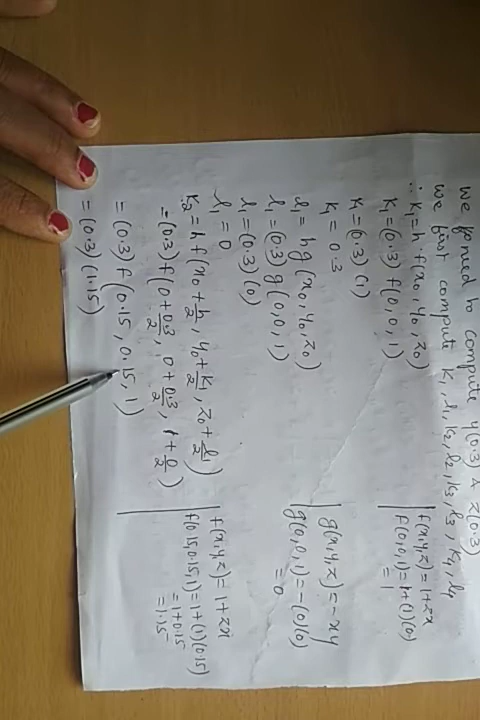 we proceed to compute y(0.3) & z(0.3)
we first compute k₁, l₁, k₂, l₂, k₃, l₃, k₄, l₄
∴ k₁ = h f(x₀, y₀, z₀)
k₁ = (0.3) f(0, 0, 1)
k₁ = (0.3) (1)
k₁ = 0.3
f(x,y,z) = 1 + zx
f(0,0,1) = 1+(1)(0)
= 1
l₁ = hg (x₀, y₀, z₀)
l₁ = (0.3) g (0, 0, 1)
l₁ = (0.3) (0)
l₁ = 0
g(x,y,z) = -xy
g(0,0,1) = -(0)(0)
= 0
k₂ = h f (x₀ + h/2, y₀ + k₁/2, z₀ + l₁/2)
= (0.3) f (0 + 0.3/2, 0 + 0.3/2, 1 + 0/2)
= (0.3) f (0.15, 0.15, 1)
= (0.3) (1.15)
f(x,y,z) = 1 + zx
f(0.15, 0.15, 1) = 1 + (1)(0.15)
= 1 + 0.15
= 1.15